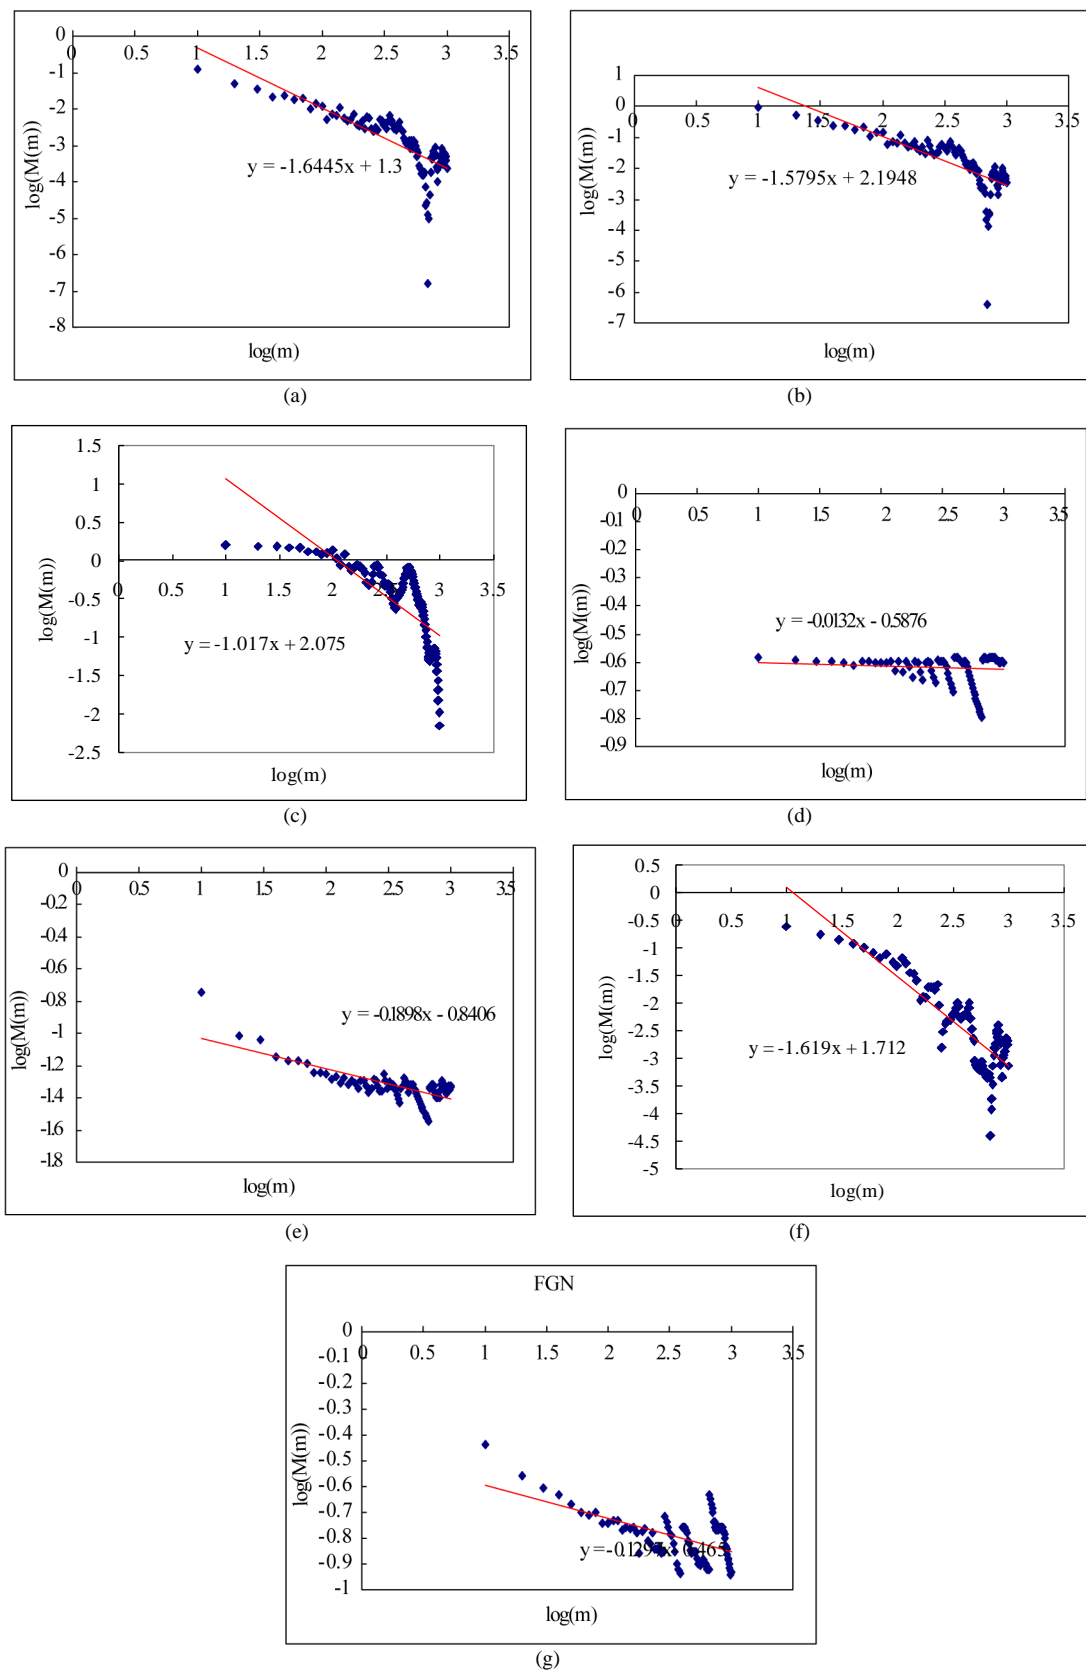 0
0 0.5 1 1.5 2 2.5 3 3.5
-1
-2
-3
-4
-5
-6
-7
-8
log(M(m))
y = -1.6445x + 1.3
log(m)
(a)
1
0
0 0.5 1 1.5 2 2.5 3 3.5
-1
-2
-3
-4
-5
-6
-7
log(M(m))
y = -1.5795x + 2.1948
log(m)
(b)
1.5
1
0.5
0
0 0.5 1 1.5 2 2.5 3 3.5
-0.5
-1
-1.5
-2
-2.5
log(M(m))
y = -1.017x + 2.075
log(m)
(c)
0
0 0.5 1 1.5 2 2.5 3 3.5
-0.1
-0.2
-0.3
-0.4
-0.5
-0.6
-0.7
-0.8
-0.9
log(M(m))
y = -0.0132x - 0.5876
log(m)
(d)
0
0 0.5 1 1.5 2 2.5 3 3.5
-0.2
-0.4
-0.6
-0.8
-1
-1.2
-1.4
-1.6
-1.8
log(M(m))
y = -0.1898x - 0.8406
log(m)
(e)
0.5
0
0 0.5 1 1.5 2 2.5 3 3.5
-0.5
-1
-1.5
-2
-2.5
-3
-3.5
-4
-4.5
-5
log(M(m))
y = -1.619x + 1.712
log(m)
(f)
FGN
0
0 0.5 1 1.5 2 2.5 3 3.5
-0.1
-0.2
-0.3
-0.4
-0.5
-0.6
-0.7
-0.8
-0.9
-1
log(M(m))
y = -0.1297x - 0.465
log(m)
(g)